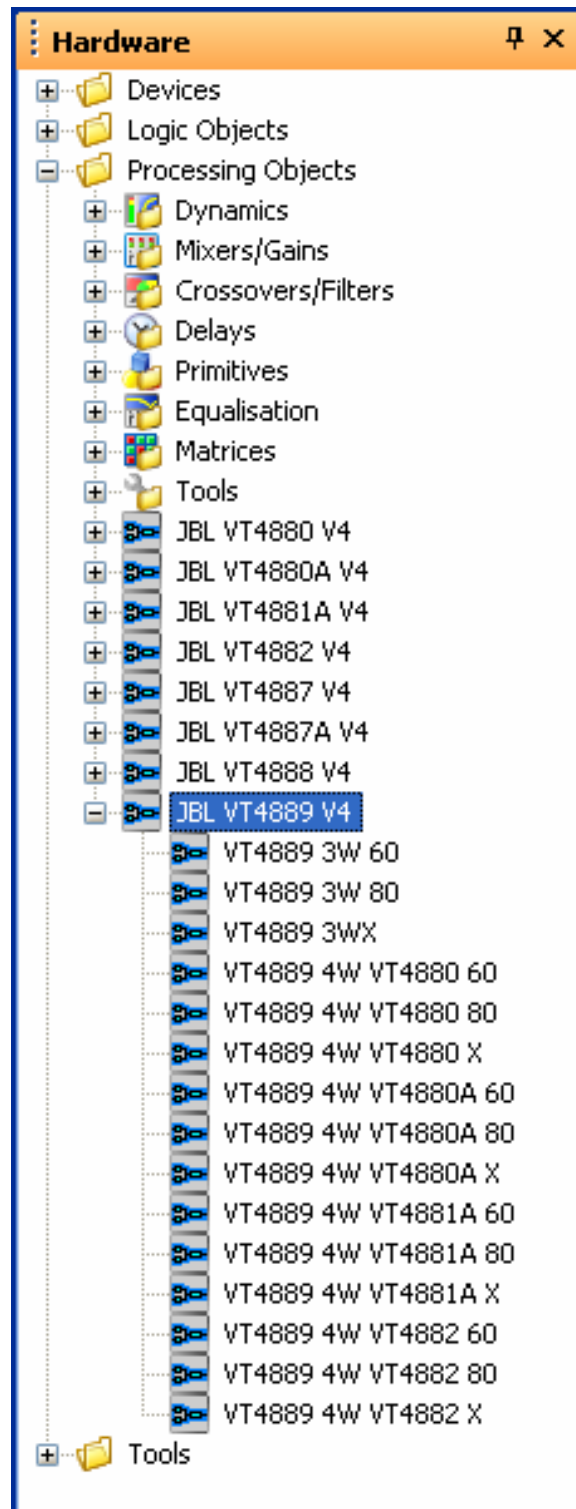 Hardware
Devices
Logic Objects
Processing Objects
Dynamics
Mixers/Gains
Crossovers/Filters
Delays
Primitives
Equalisation
Matrices
Tools
JBL VT4880 V4
JBL VT4880A V4
JBL VT4881A V4
JBL VT4882 V4
JBL VT4887 V4
JBL VT4887A V4
JBL VT4888 V4
JBL VT4889 V4
VT4889 3W 60
VT4889 3W 80
VT4889 3WX
VT4889 4W VT4880 60
VT4889 4W VT4880 80
VT4889 4W VT4880 X
VT4889 4W VT4880A 60
VT4889 4W VT4880A 80
VT4889 4W VT4880A X
VT4889 4W VT4881A 60
VT4889 4W VT4881A 80
VT4889 4W VT4881A X
VT4889 4W VT4882 60
VT4889 4W VT4882 80
VT4889 4W VT4882 X
Tools